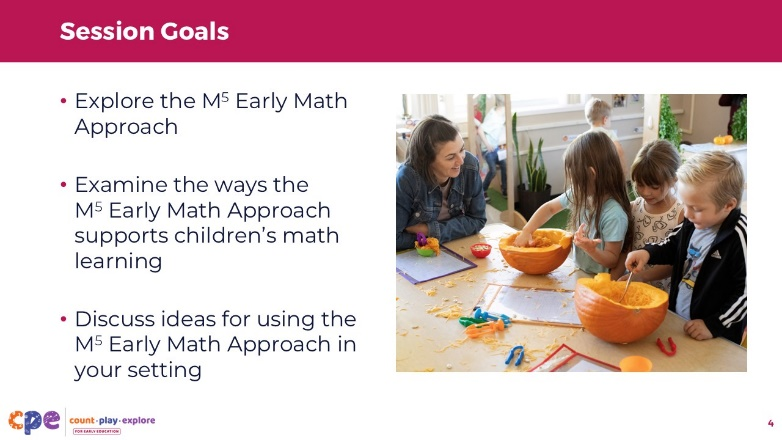 Session Goals
• Explore the M⁵ Early Math
Approach
• Examine the ways the
M⁵ Early Math Approach
supports children’s math
learning
• Discuss ideas for using the
M⁵ Early Math Approach in
your setting
cpe
count·play·explore
FOR EARLY EDUCATION
4